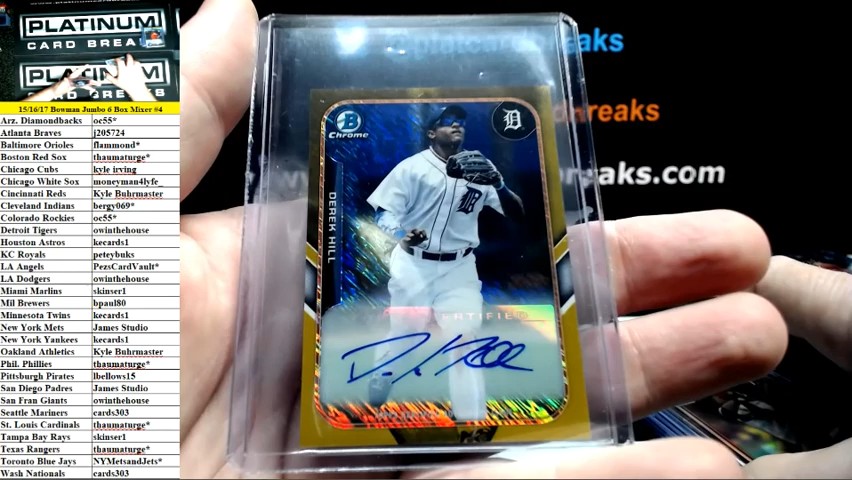 PLATINUM
CARD BREAKS
PLATINUM
CARD BREAKS
15/16/17 Bowman Jumbo 6 Box Mixer #4
Arz. Diamondbacks oc55*
Atlanta Braves j205724
Baltimore Orioles flammond*
Boston Red Sox thaumaturge*
Chicago Cubs kyle irving
Chicago White Sox moneyman4lyfe_
Cincinnati Reds Kyle Buhrmaster
Cleveland Indians bergy069*
Colorado Rockies oc55*
Detroit Tigers owinthehouse
Houston Astros kecards1
KC Royals peteybuks
LA Angels PezsCardVault*
LA Dodgers owinthehouse
Miami Marlins skinser1
Mil Brewers bpaul80
Minnesota Twins kecards1
New York Mets James Studio
New York Yankees kecards1
Oakland Athletics Kyle Buhrmaster
Phil. Phillies thaumaturge*
Pittsburgh Pirates lbellows15
San Diego Padres James Studio
San Fran Giants owinthehouse
Seattle Mariners cards303
St. Louis Cardinals thaumaturge*
Tampa Bay Rays skinser1
Texas Rangers thaumaturge*
Toronto Blue Jays NYMetsandJets*
Wash Nationals cards303
@platcardbreaks
breaks
breaks.com
B
Chrome
D
DEREK HILL
D
CERTIFIED